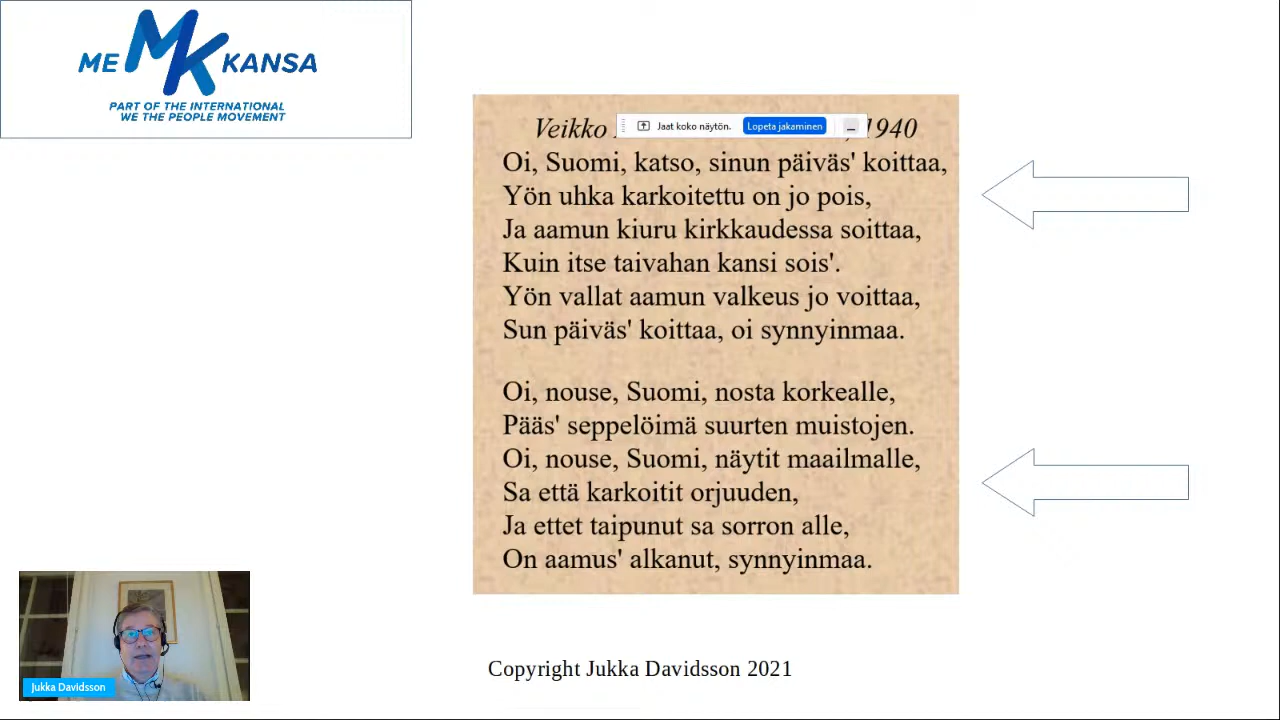 ME MK KANSA
PART OF THE INTERNATIONAL
WE THE PEOPLE MOVEMENT
Veikko
1940
Jaat koko näytön.
Lopeta jakaminen
Oi, Suomi, katso, sinun päiväs' koittaa,
Yön uhka karkoitettu on jo pois,
Ja aamun kiuru kirkkaudessa soittaa,
Kuin itse taivahan kansi sois'.
Yön vallat aamun valkeus jo voittaa,
Sun päiväs' koittaa, oi synnyinmaa.
Oi, nouse, Suomi, nosta korkealle,
Pääs' seppelöimä suurten muistojen.
Oi, nouse, Suomi, näytit maailmalle,
Sa että karkoitit orjuuden,
Ja ettet taipunut sa sorron alle,
On aamus' alkanut, synnyinmaa.
Copyright Jukka Davidsson 2021
Jukka Davidsson